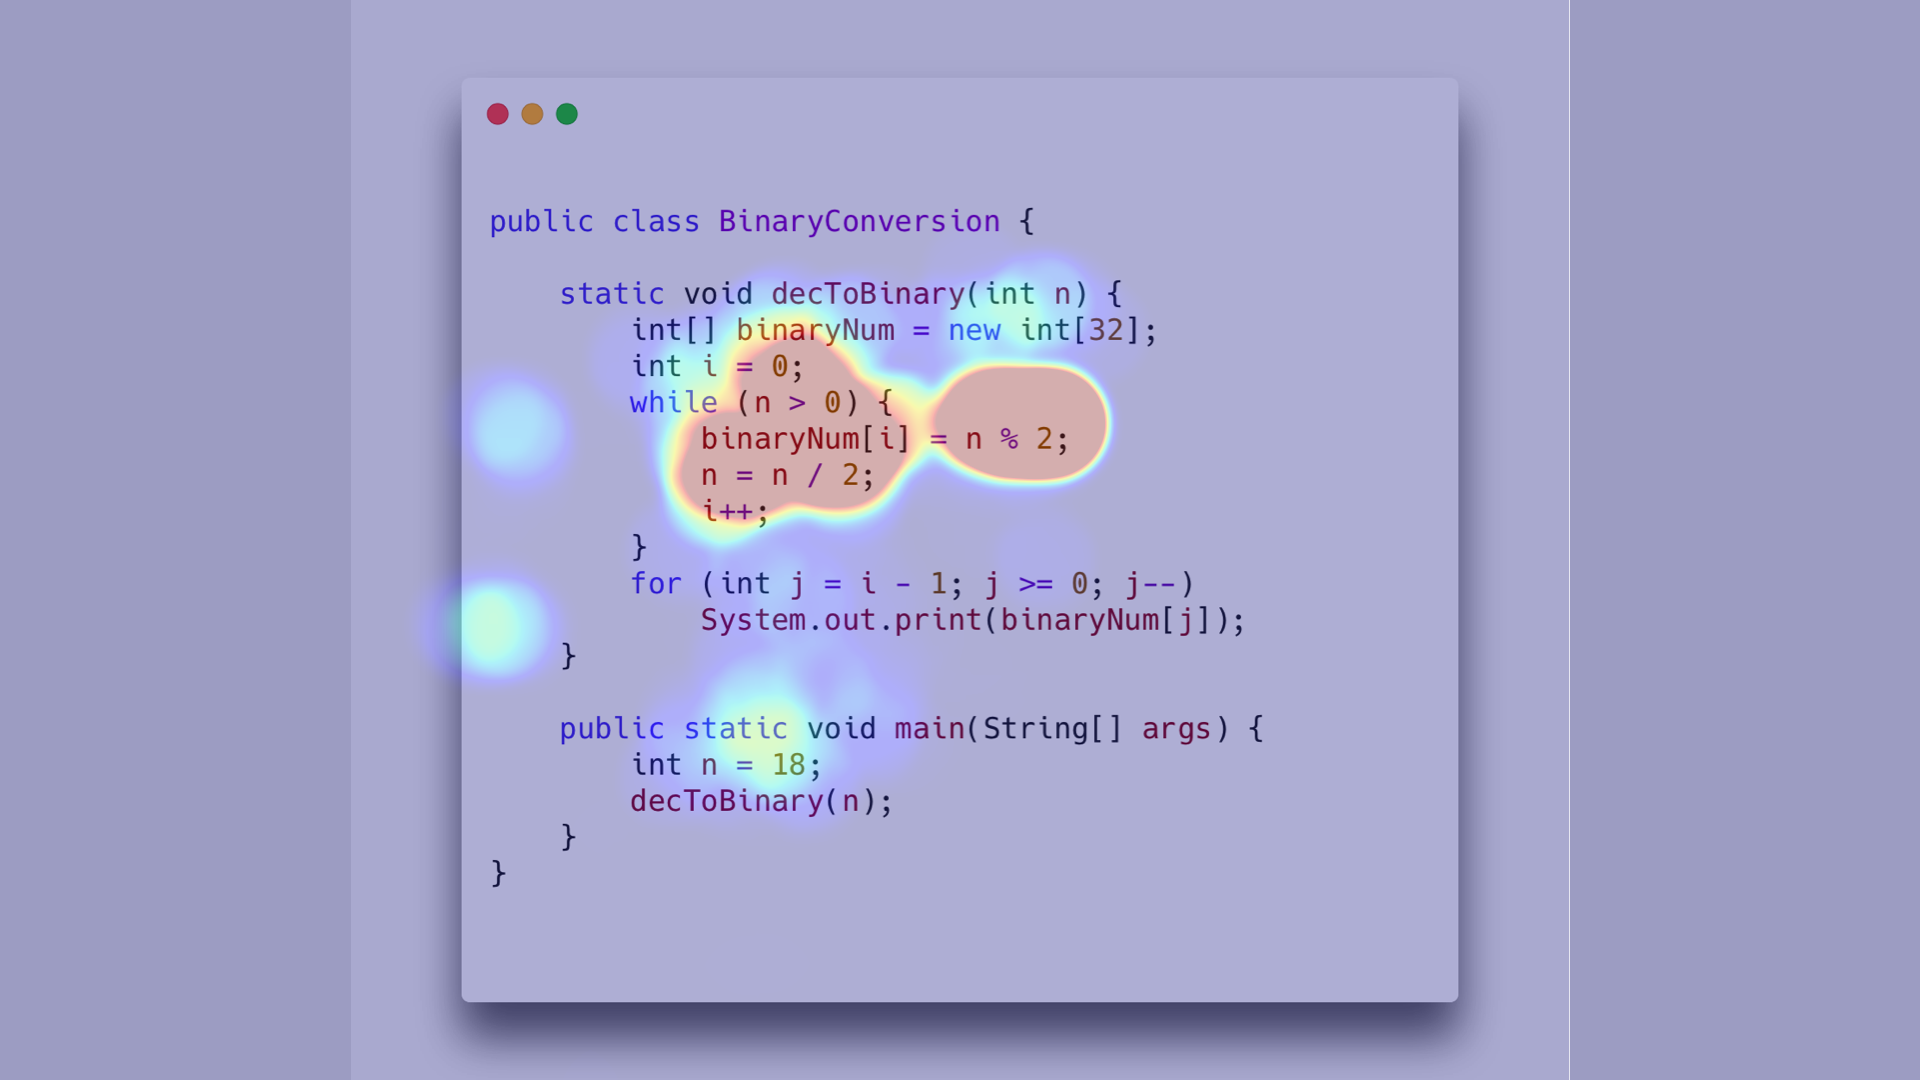 public class BinaryConversion {
static void decToBinary(int n) {
int[] binaryNum = new int[32];
int i = 0;
while (n > 0) {
binaryNum[i] = n % 2;
n = n / 2;
i++;
}
for (int j = i - 1; j >= 0; j--)
System.out.print(binaryNum[j]);
}
public static void main(String[] args) {
int n = 18;
decToBinary(n);
}
}